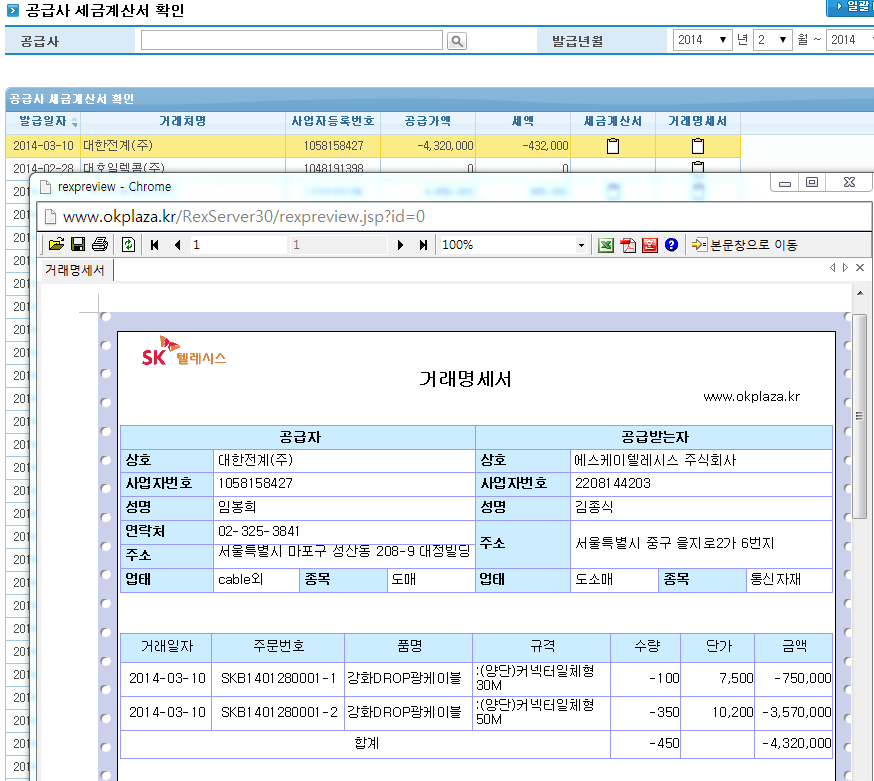 공급사 세금계산서 확인
일괄
공급사 발급년월 2014 년 2 월 ~ 2014
공급사 세금계산서 확인
발급일자 거래처명 사업자등록번호 공급가액 세액 세금계산서 거래명세서
2014-03-10 대한전계(주) 1058158427 -4,320,000 -432,000
2014-02-28 대호일렉콤(주) 1048191398 0 0
rexpreview - Chrome
www.okplaza.kr/RexServer30/rexpreview.jsp?id=0
1 1 100% 본문창으로 이동
거래명세서
SK 텔레시스
거래명세서
www.okplaza.kr
공급자 공급받는자
상호 대한전계(주) 상호 에스케이텔레시스 주식회사
사업자번호 1058158427 사업자번호 2208144203
성명 임봉희 성명 김종식
연락처 02-325-3841
주소 서울특별시 마포구 성산동 208-9 대정빌딩 주소 서울특별시 중구 을지로2가 6번지
업태 cable외 종목 도매 업태 도소매 종목 통신자재
거래일자 주문번호 품명 규격 수량 단가 금액
2014-03-10 SKB1401280001-1 강화DROP광케이블 :(양단)커넥터일체형 30M -100 7,500 -750,000
2014-03-10 SKB1401280001-2 강화DROP광케이블 :(양단)커넥터일체형 50M -350 10,200 -3,570,000
합계 -450 -4,320,000